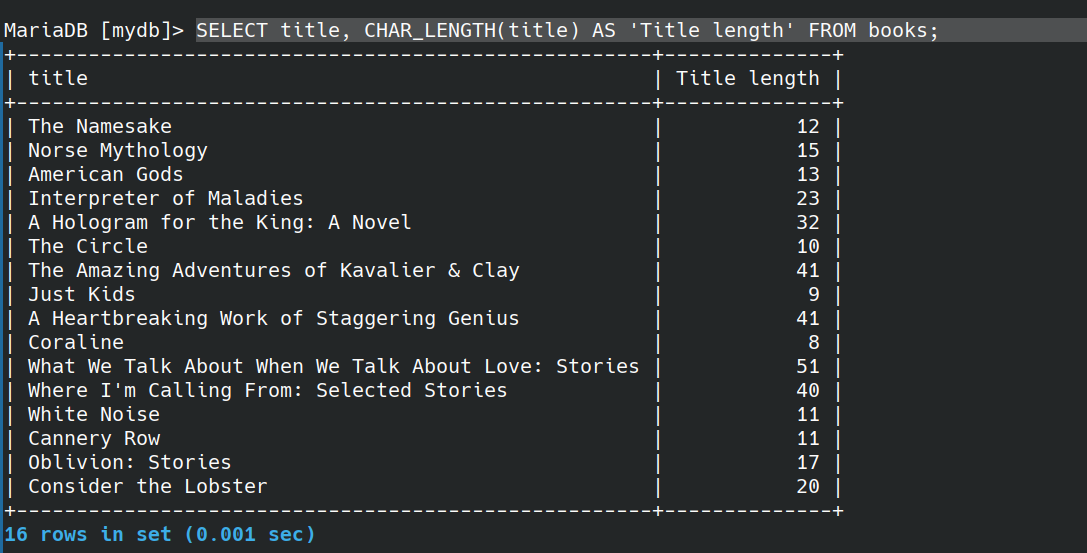 MariaDB [mydb]> SELECT title, CHAR_LENGTH(title) AS 'Title length' FROM books;
+-----------------------------------------------------+--------------+
| title                                               | Title length |
+-----------------------------------------------------+--------------+
| The Namesake                                        |           12 |
| Norse Mythology                                     |           15 |
| American Gods                                       |           13 |
| Interpreter of Maladies                             |           23 |
| A Hologram for the King: A Novel                    |           32 |
| The Circle                                          |           10 |
| The Amazing Adventures of Kavalier & Clay           |           41 |
| Just Kids                                           |            9 |
| A Heartbreaking Work of Staggering Genius           |           41 |
| Coraline                                            |            8 |
| What We Talk About When We Talk About Love: Stories |           51 |
| Where I'm Calling From: Selected Stories            |           40 |
| White Noise                                         |           11 |
| Cannery Row                                         |           11 |
| Oblivion: Stories                                   |           17 |
| Consider the Lobster                                |           20 |
+-----------------------------------------------------+--------------+
16 rows in set (0.001 sec)